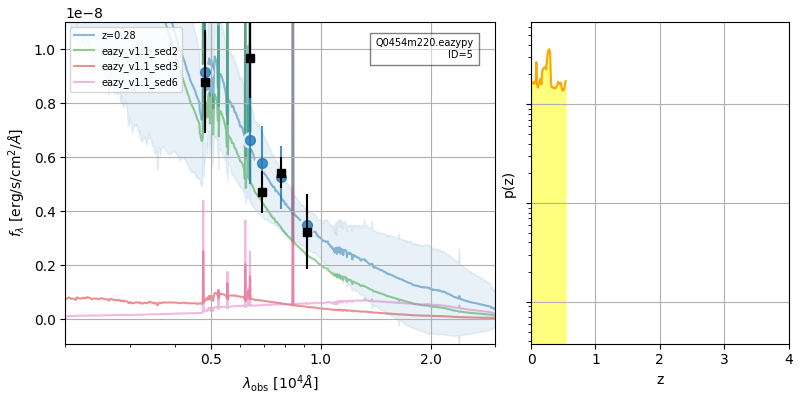 1e−8
z=0.28
eazy_v1.1_sed2
eazy_v1.1_sed3
eazy_v1.1_sed6
Q0454m220.eazypy
ID=5
1.0
0.8
0.6
0.4
0.2
0.0
f_λ [erg/s/cm²/Å]
0.5 1.0 2.0
λ_obs [10⁴Å]
p(z)
0 1 2 3 4
z